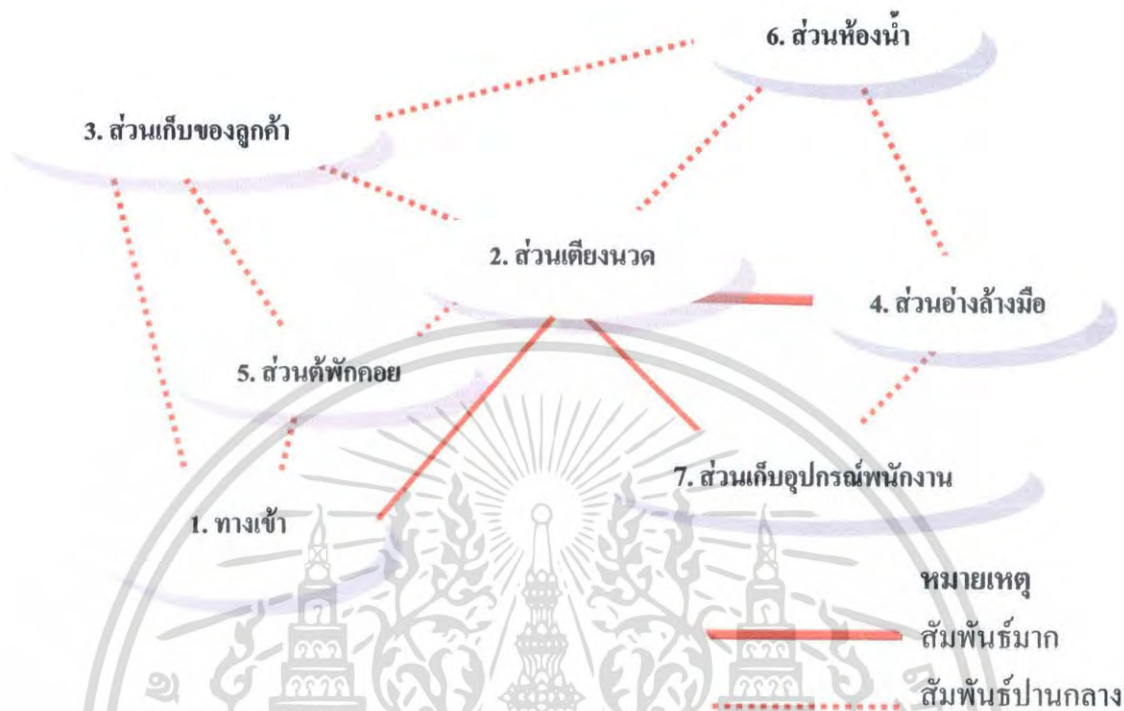 6. ส่วนห้องน้ำ
3. ส่วนเก็บของลูกค้า
2. ส่วนเตียงนวด
4. ส่วนอ่างล้างมือ
5. ส่วนต้พักคอย
7. ส่วนเก็บอุปกรณ์พนักงาน
1. ทางเข้า
หมายเหตุ
สัมพันธ์มาก
สัมพันธ์ปานกลาง